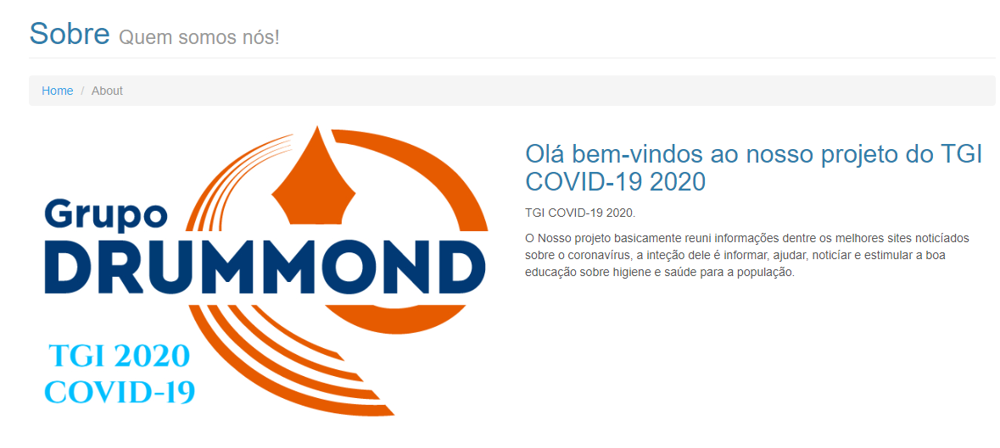 Sobre Quem somos nós!
Home / About
Grupo
DRUMMOND
TGI 2020
COVID-19
Olá bem-vindos ao nosso projeto do TGI
COVID-19 2020
TGI COVID-19 2020.
O Nosso projeto basicamente reuni informações dentre os melhores sites noticíados
sobre o coronavírus, a inteção dele é informar, ajudar, noticíar e estimular a boa
educação sobre higiene e saúde para a população.